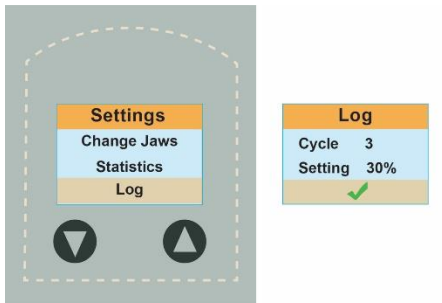 Settings
Change Jaws
Statistics
Log
Log
Cycle 3
Setting 30%